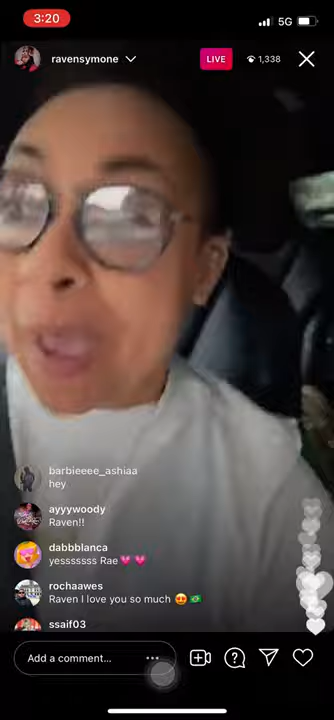 3:20
5G
ravensymone
LIVE
1,338
barbieeee_ashiaa
hey
ayyywoody
Raven!!
dabbblanca
yesssssss Rae💗 💗
rochaawes
Raven I love you so much 😍🇧🇷
ssaif03
Add a comment...